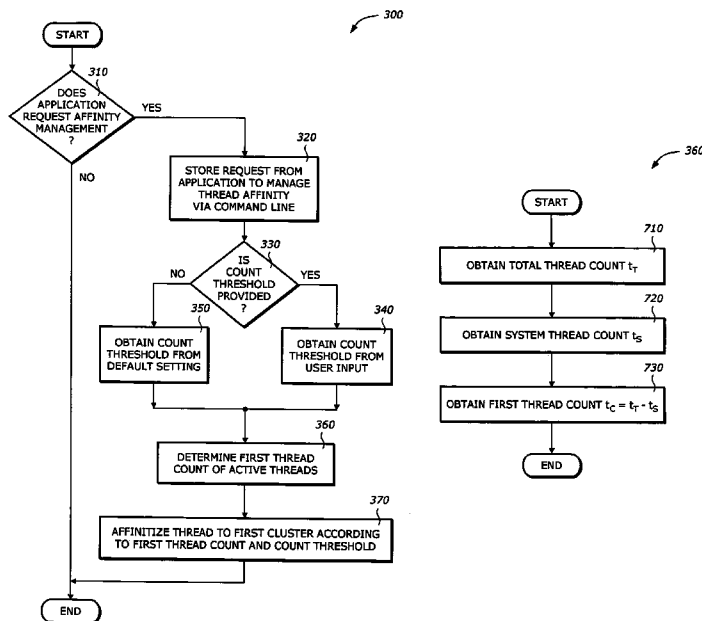 300
START
310
DOES
APPLICATION
REQUEST AFFINITY
MANAGEMENT
?
YES
NO
320
STORE REQUEST FROM
APPLICATION TO MANAGE
THREAD AFFINITY
VIA COMMAND LINE
330
IS
COUNT
THRESHOLD
PROVIDED
?
NO
YES
350
OBTAIN COUNT
THRESHOLD FROM
DEFAULT SETTING
340
OBTAIN COUNT
THRESHOLD FROM
USER INPUT
360
DETERMINE FIRST THREAD
COUNT OF ACTIVE THREADS
370
AFFINITIZE THREAD TO FIRST CLUSTER ACCORDING
TO FIRST THREAD COUNT AND COUNT THRESHOLD
END
360
START
710
OBTAIN TOTAL THREAD COUNT tT
720
OBTAIN SYSTEM THREAD COUNT tS
730
OBTAIN FIRST THREAD COUNT tC = tT - tS
END